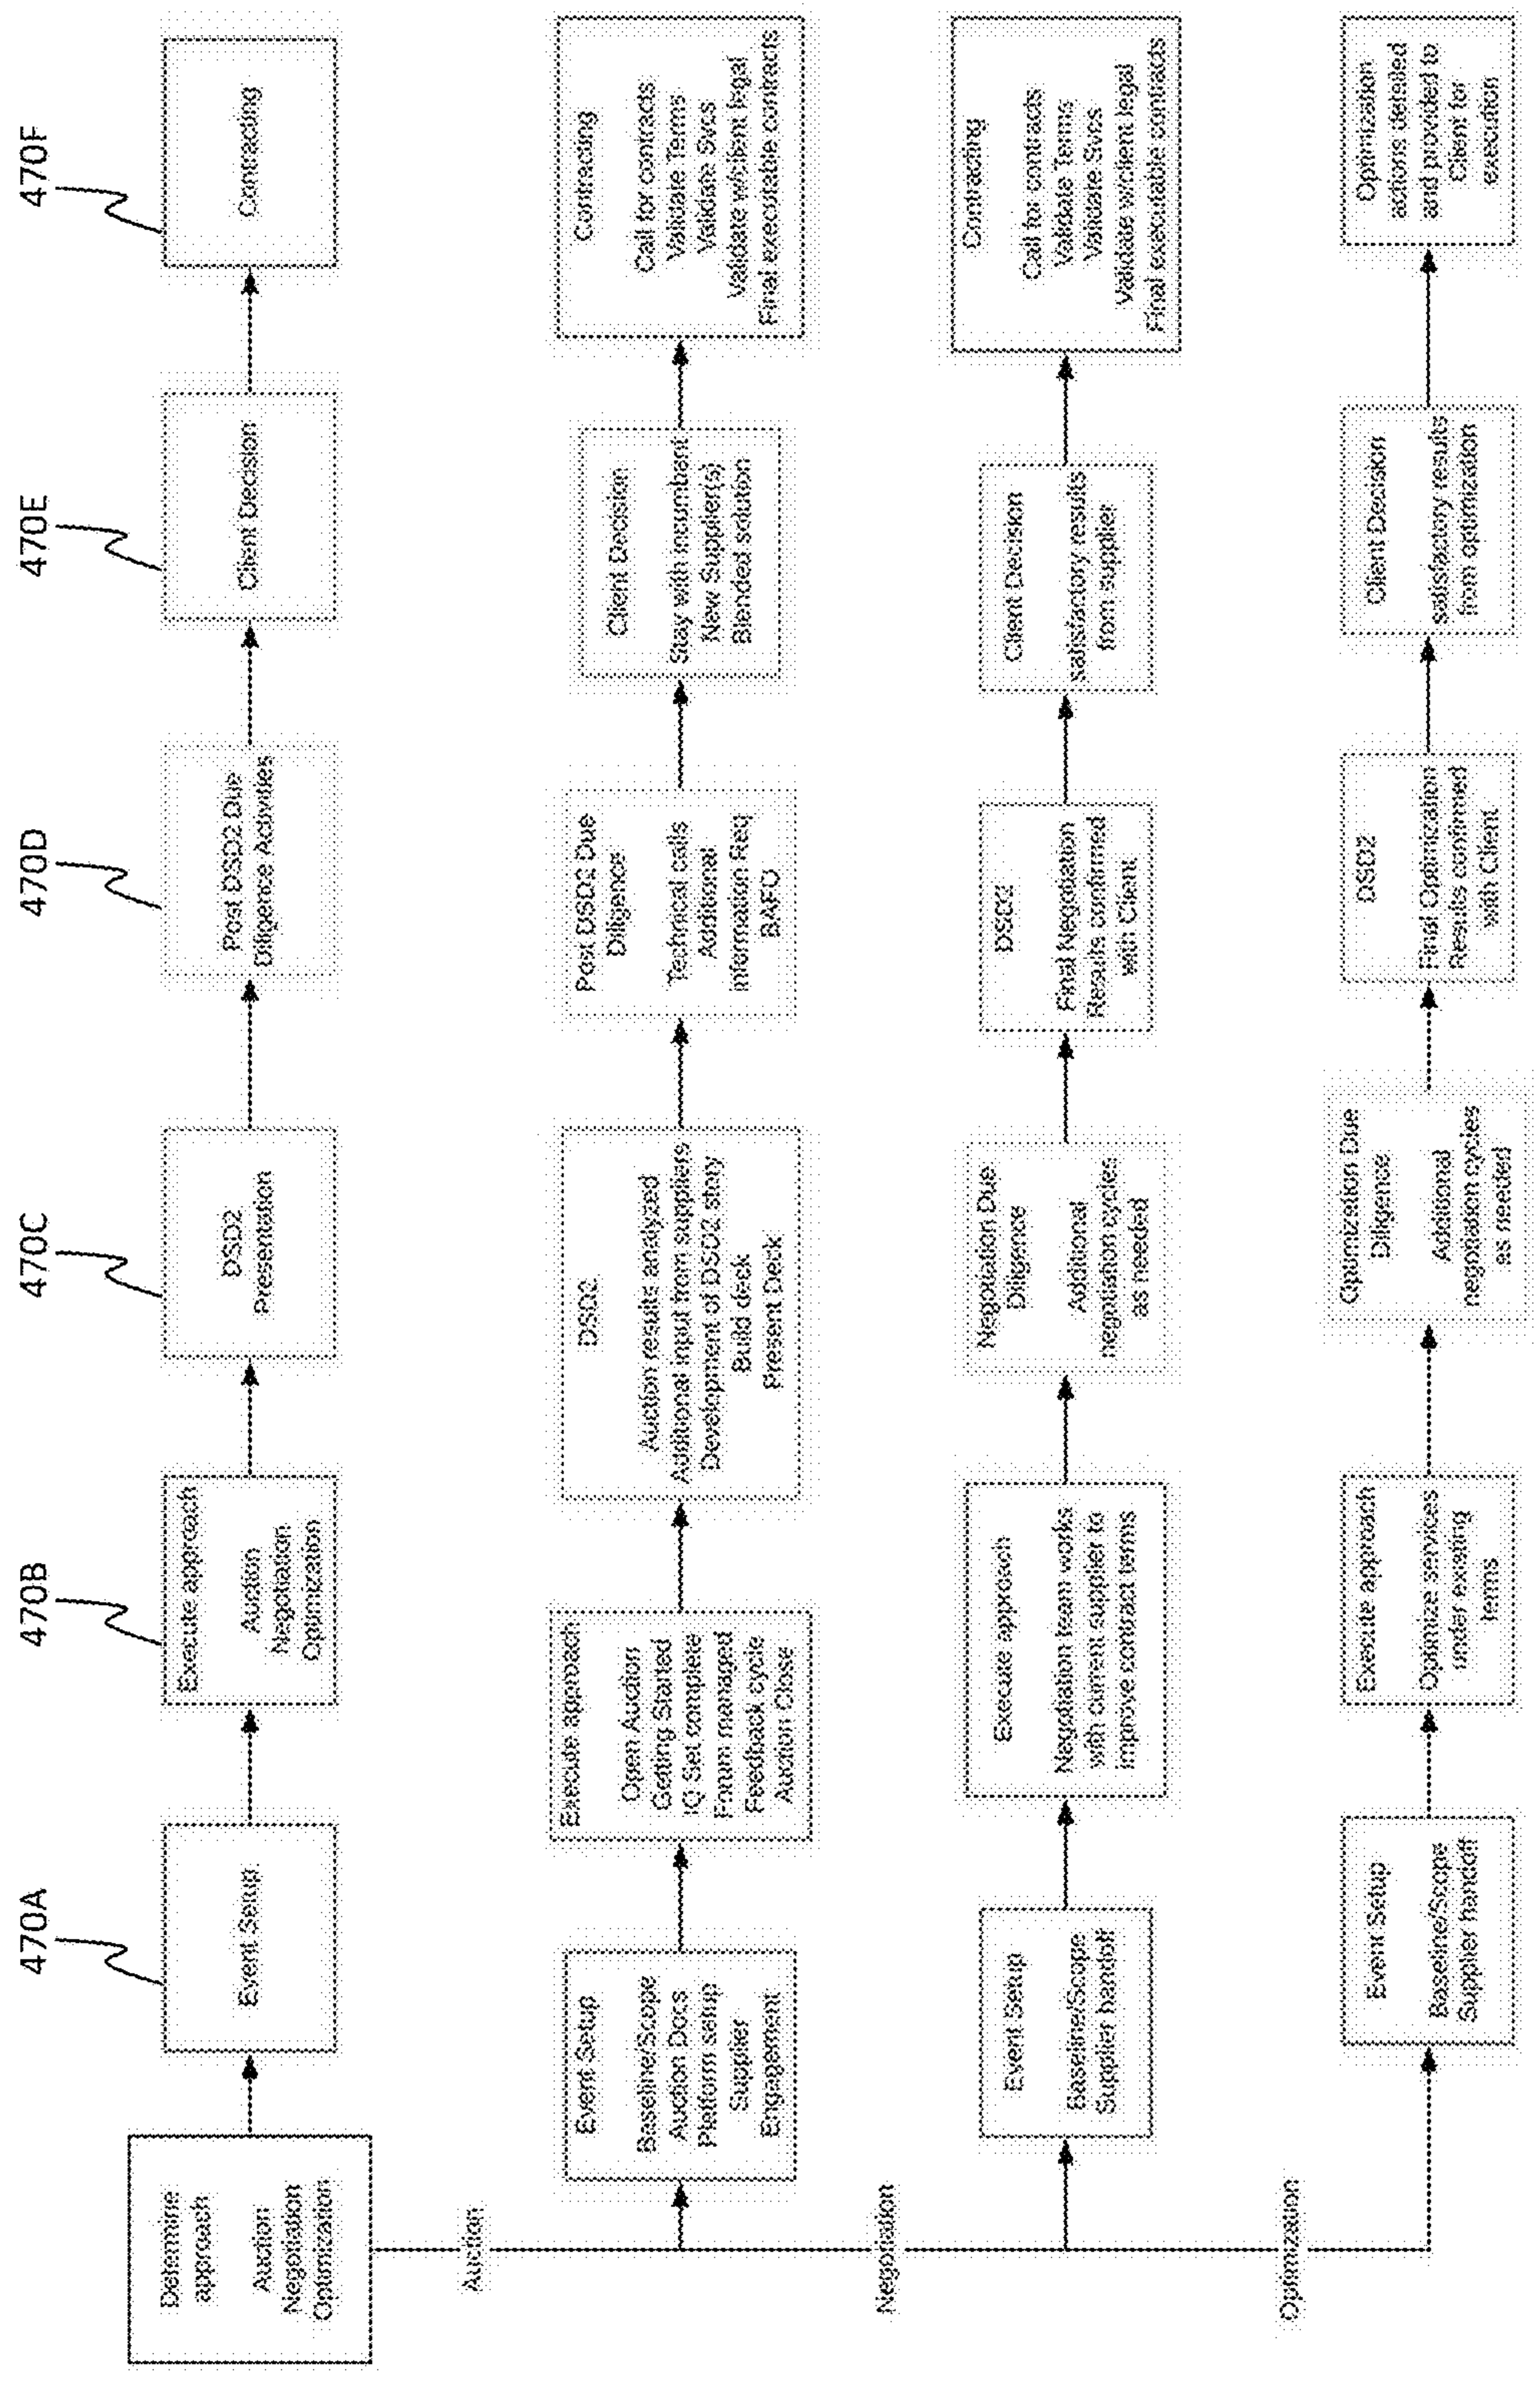 470A
470B
470C
470D
470E
470F
Determine
approach
Auction
Negotiation
Optimization
Event Setup
Execute approach
Auction
Negotiation
Optimization
DSD2
Presentation
Post DSD2 Due
Diligence Activities
Client Decision
Contracting
Auction
Event Setup
Baseline/Scope
Auction Docs
Platform setup
Supplier
Engagement
Execute approach
Open Auction
Getting Started
IQ Set complete
Forum managed
Feedback cycle
Auction Close
DSD2
Auction results analyzed
Additional input from suppliers
Development of DSD2 story
Build deck
Present Deck
Post DSD2 Due
Diligence
Technical calls
Additional
information Req
BAFO
Client Decision
Stay with insumbant
New Supplier(s)
Blended solution
Contracting
Call for contracts
Validate Terms
Validate Svcs
Validate w/client legal
Final executable contracts
Negotiation
Event Setup
Baseline/Scope
Supplier handoff
Execute approach
Negotiation team works
with current supplier to
improve contract terms
Negotiation Due
Diligence
Additional
negotiation cycles
as needed
DSD2
Final Negotiation
Results confirmed
with Client
Client Decision
satisfactory results
from supplier
Contracting
Call for contracts
Validate Terms
Validate Svcs
Validate w/client legal
Final executable contracts
Optimization
Event Setup
Baseline/Scope
Supplier handoff
Execute approach
Optimize services
under existing
terms
Optimization Due
Diligence
Additional
negotiation cycles
as needed
DSD2
Final Optimization
Results confirmed
with Client
Client Decision
satisfactory results
from optimization
Optimization
actions detailed
and provided to
Client for
execution